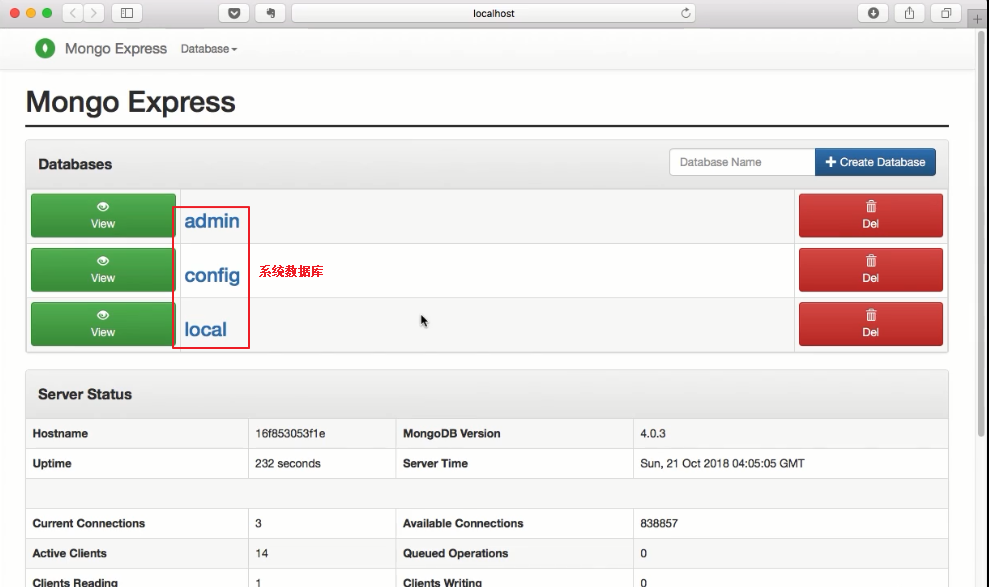 localhost
Mongo Express Database
Mongo Express
Databases Database Name Create Database
View admin Del
View config 系统数据库 Del
View local Del
Server Status
Hostname 16f853053f1e MongoDB Version 4.0.3
Uptime 232 seconds Server Time Sun, 21 Oct 2018 04:05:05 GMT
Current Connections 3 Available Connections 838857
Active Clients 14 Queued Operations 0
Clients Reading 1 Clients Writing 0